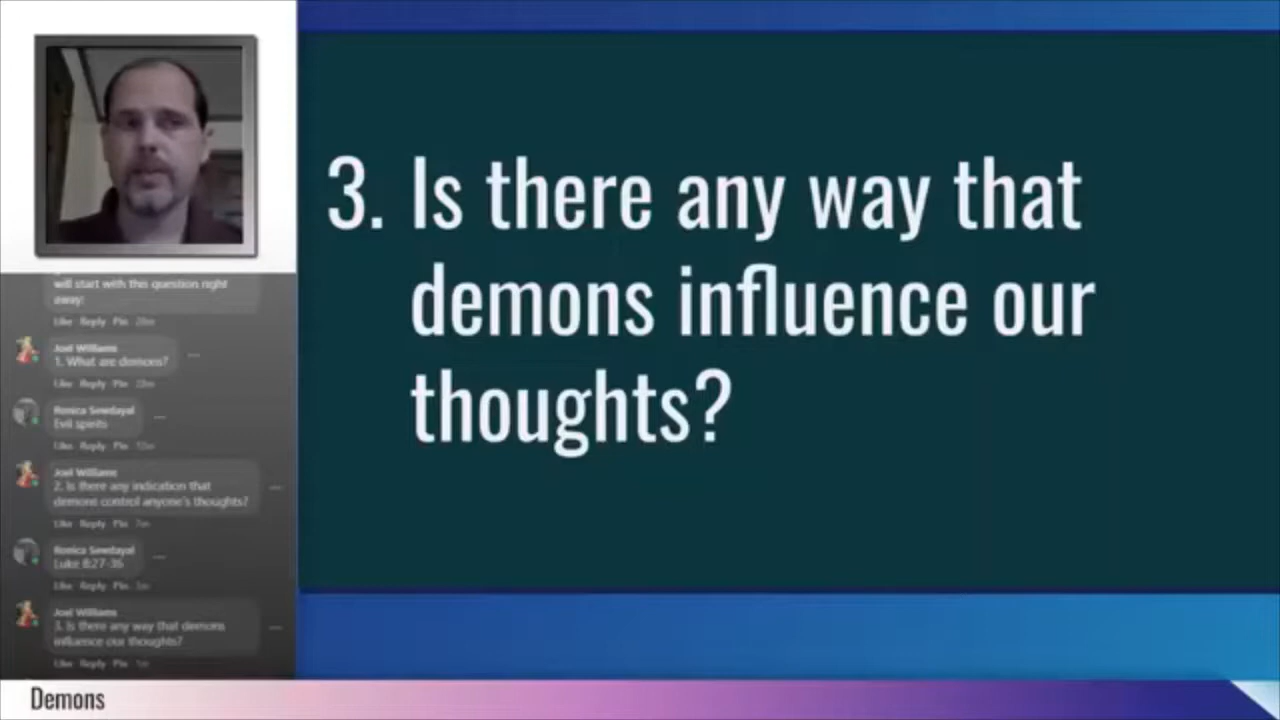 3. Is there any way that
demons influence our
thoughts?
will start with this question right
away:
Like Reply Pin
Joel Williams
1. What are demons?
Like Reply Pin
Ronica Sewdayal
Evil spirits
Like Reply Pin
Joel Williams
2. Is there any indication that
demons control anyone's thoughts?
Like Reply Pin 7m
Ronica Sewdayal
Luke 8:27-36
Like Reply Pin
Joel Williams
3. Is there any way that demons
influence our thoughts?
Like Reply Pin 1m
Demons